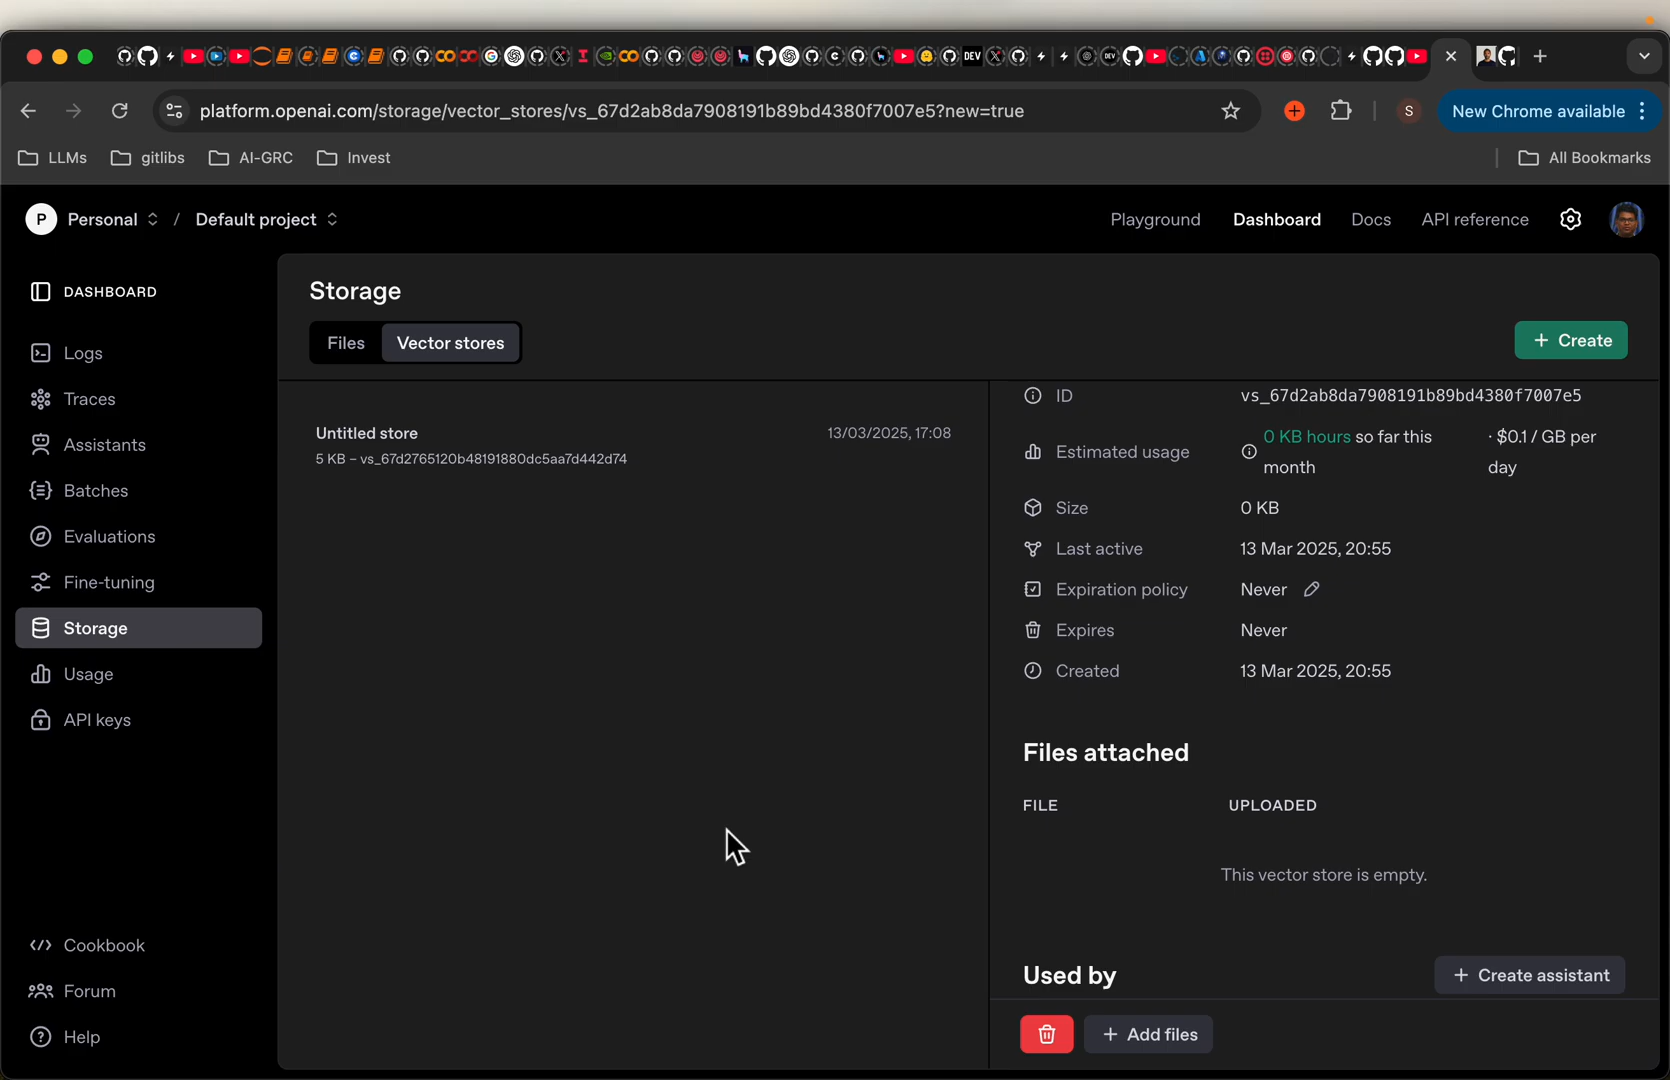 DEV
DEV
platform.openai.com/storage/vector_stores/vs_67d2ab8da7908191b89bd4380f7007e5?new=true
S
New Chrome available
LLMs
gitlibs
AI-GRC
Invest
All Bookmarks
P
Personal
/
Default project
Playground
Dashboard
Docs
API reference
DASHBOARD
Logs
Traces
Assistants
Batches
Evaluations
Fine-tuning
Storage
Usage
API keys
Cookbook
Forum
Help
Storage
Files
Vector stores
+ Create
Untitled store
13/03/2025, 17:08
5 KB – vs_67d2765120b48191880dc5aa7d442d74
ID
vs_67d2ab8da7908191b89bd4380f7007e5
Estimated usage
0 KB hours so far this month
· $0.1 / GB per day
Size
0 KB
Last active
13 Mar 2025, 20:55
Expiration policy
Never
Expires
Never
Created
13 Mar 2025, 20:55
Files attached
FILE
UPLOADED
This vector store is empty.
Used by
+ Create assistant
+ Add files